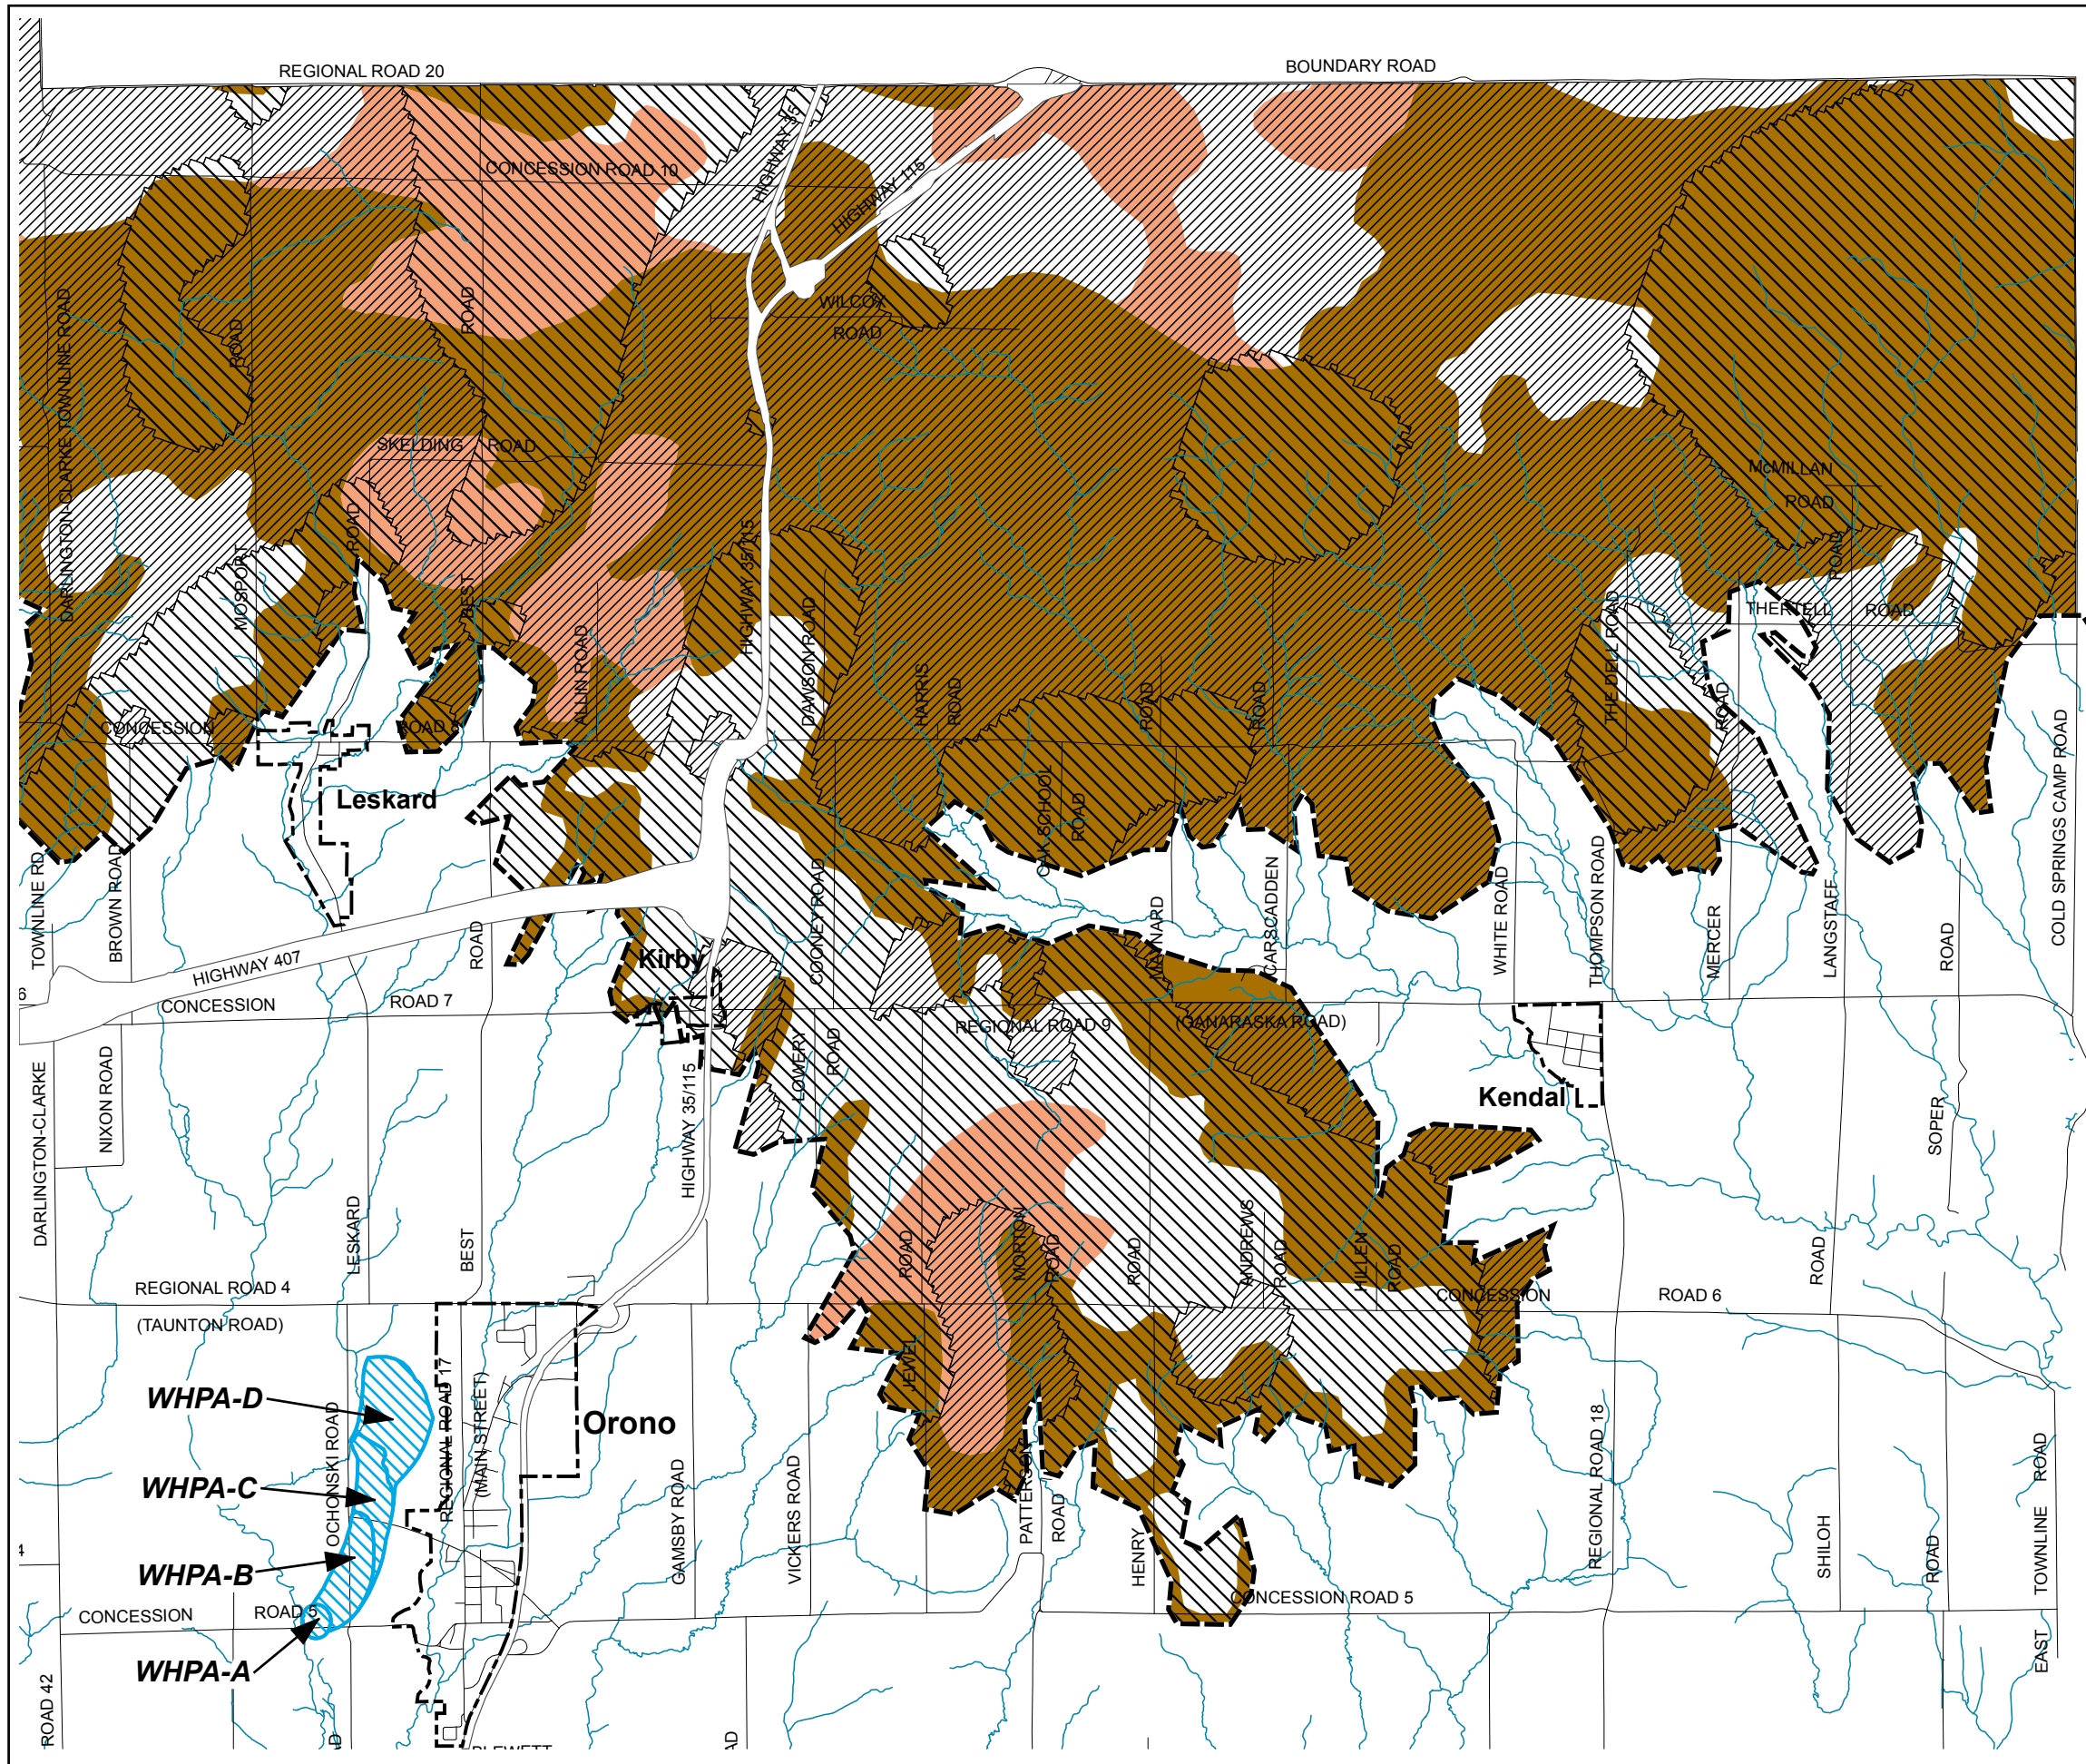 REGIONAL ROAD 20
BOUNDARY ROAD
HIGHWAY 35
CONCESSION ROAD 10
HIGHWAY 115
WILCOX
ROAD
DARLINGTON-CLARKE TOWNLINE ROAD
ROAD
ROAD
SKELDING ROAD
McMILLAN
ROAD
ROAD
HIGHWAY 35/115
ROAD
MOSPORT
BEST
ALLIN ROAD
DAWSON ROAD
HARRIS
ROAD
ROAD
ROAD
THE DELL ROAD
ROAD
THERTELL ROAD
ROAD
CONCESSION ROAD 8
COLD SPRINGS CAMP ROAD
Leskard
OAK SCHOOL
ROAD
TOWNLINE RD
BROWN ROAD
ROAD
COONEY ROAD
MAYNARD
CARSCADDEN
WHITE ROAD
THOMPSON ROAD
MERCER
LANGSTAFF
ROAD
HIGHWAY 407
Kirby
6
CONCESSION ROAD 7
REGIONAL ROAD 9 (GANARASKA ROAD)
NIXON ROAD
LOWERY
ROAD
HIGHWAY 35/115
Kendal
DARLINGTON-CLARKE
SOPER
LESKARD
BEST
ROAD
MORTON
ROAD
ROAD
ANDREWS
ROAD
HILLEN
ROAD
ROAD
REGIONAL ROAD 4
(TAUNTON ROAD)
CONCESSION ROAD 6
JEWEL
WHPA-D
OCHONSKI ROAD
REGIONAL ROAD 17
(MAIN STREET)
Orono
WHPA-C
GAMSBY ROAD
VICKERS ROAD
PATTERSON
ROAD
HENRY
REGIONAL ROAD 18
SHILOH
ROAD
TOWNLINE ROAD
4
WHPA-B
CONCESSION ROAD 5
CONCESSION ROAD 5
WHPA-A
EAST
ROAD 42